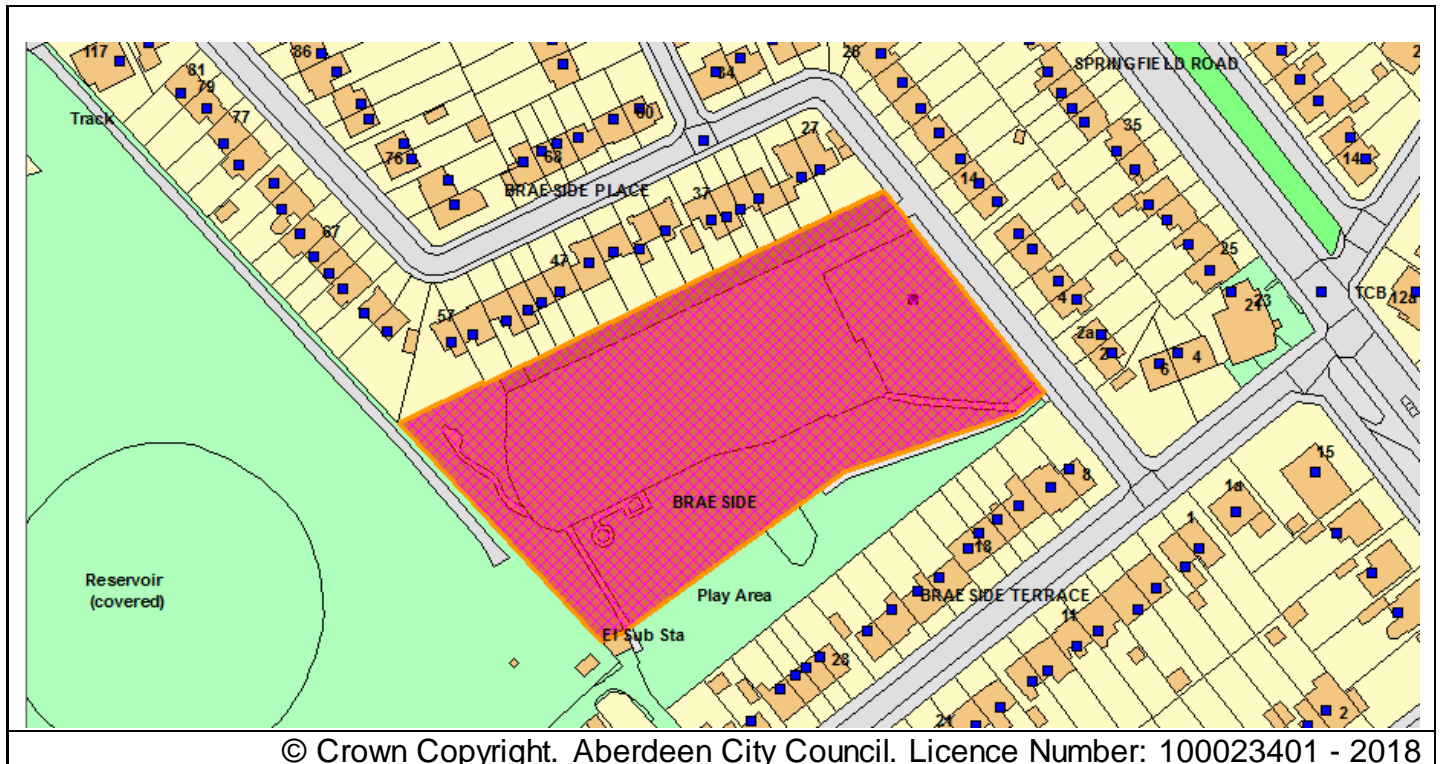 117
86
84
26
SPRINGFIELD ROAD
81
79
77
Track
60
35
14
76
68
27
BRAE SIDE PLACE
37
14
67
47
25
4
TCB
12a
23
21
57
2a
2
4
6
BRAE SIDE
15
8
1a
1
18
Reservoir
(covered)
Play Area
BRAE SIDE TERRACE
11
El Sub Sta
28
21
2
© Crown Copyright. Aberdeen City Council. Licence Number: 100023401 - 2018